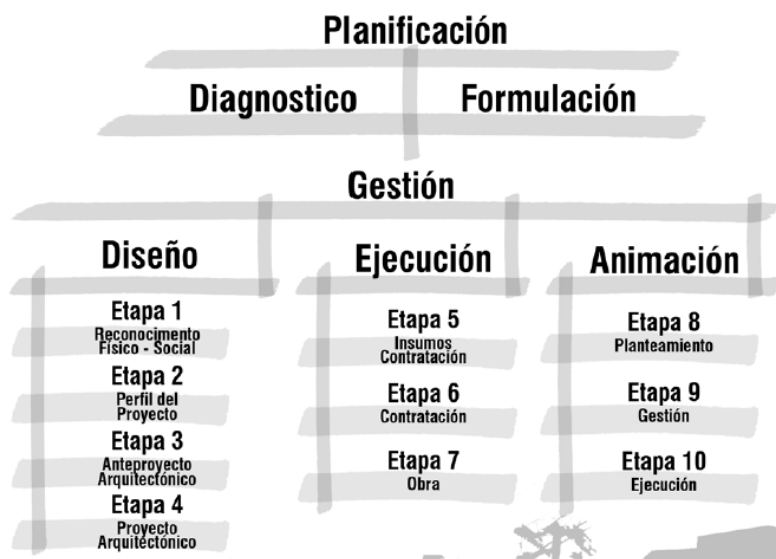 Planificación
Diagnostico Formulación
Gestión
Diseño
Etapa 1
Reconocimento
Físico - Social
Etapa 2
Perfil del
Proyecto
Etapa 3
Anteproyecto
Arquitectónico
Etapa 4
Proyecto
Arquitectónico
Ejecución
Etapa 5
Insumos
Contratación
Etapa 6
Contratación
Etapa 7
Obra
Animación
Etapa 8
Planteamiento
Etapa 9
Gestión
Etapa 10
Ejecución